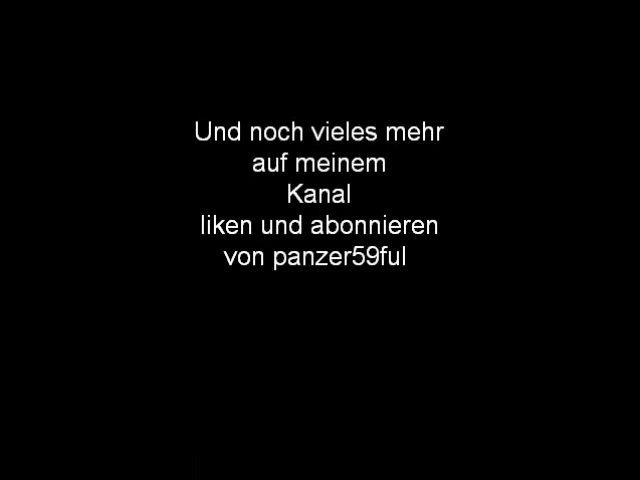 Und noch vieles mehr
auf meinem
Kanal
liken und abonnieren
von panzer59ful